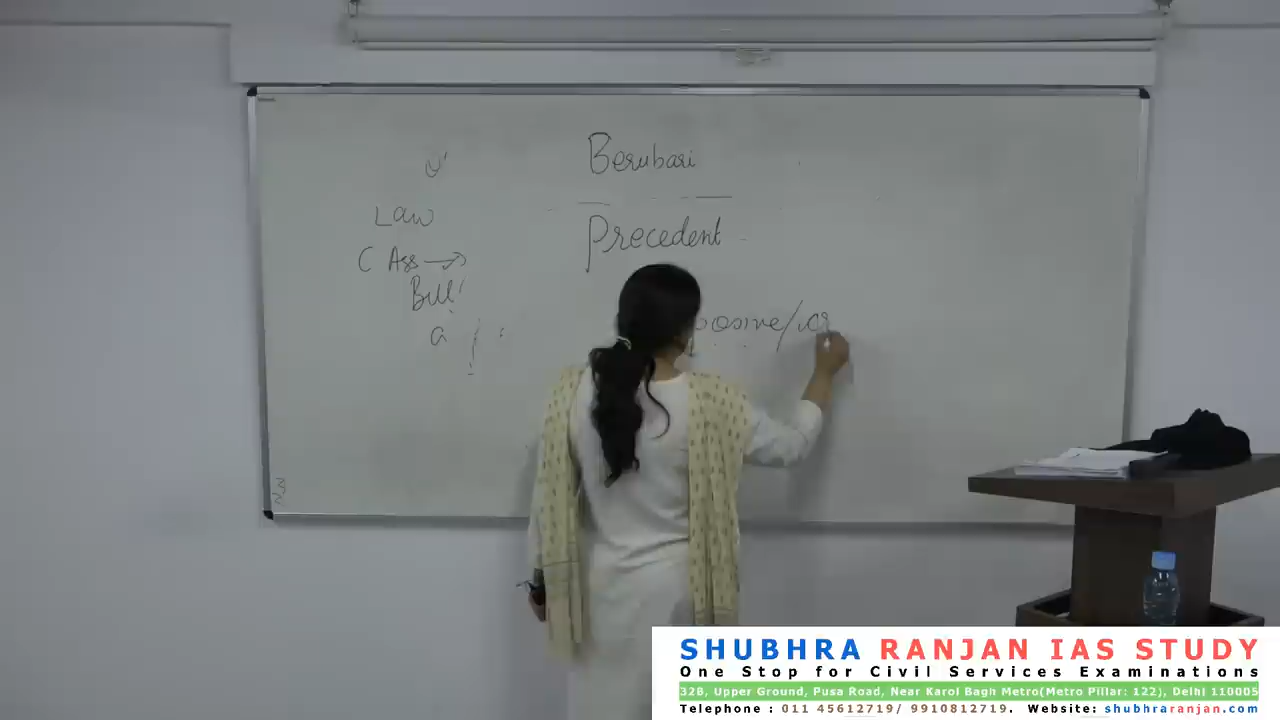 Berubari
Law
Precedent
C Ass →
Bill
a
SHUBHRA RANJAN IAS STUDY
One Stop for Civil Services Examinations
32B, Upper Ground, Pusa Road, Near Karol Bagh Metro(Metro Pillar: 122), Delhi 110005
Telephone : 011 45612719/ 9910812719. Website: shubhraranjan.com